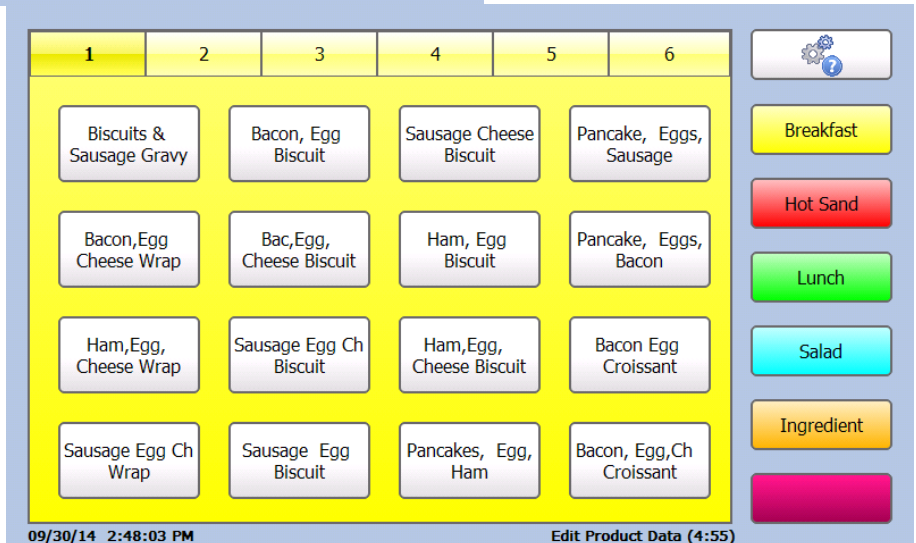 1 2 3 4 5 6
Biscuits &
Sausage Gravy
Bacon, Egg
Biscuit
Sausage Cheese
Biscuit
Pancake, Eggs,
Sausage
Bacon,Egg
Cheese Wrap
Bac,Egg,
Cheese Biscuit
Ham, Egg
Biscuit
Pancake, Eggs,
Bacon
Ham,Egg,
Cheese Wrap
Sausage Egg Ch
Biscuit
Ham,Egg,
Cheese Biscuit
Bacon Egg
Croissant
Sausage Egg Ch
Wrap
Sausage Egg
Biscuit
Pancakes, Egg,
Ham
Bacon, Egg,Ch
Croissant
?
Breakfast
Hot Sand
Lunch
Salad
Ingredient
09/30/14 2:48:03 PM
Edit Product Data (4:55)